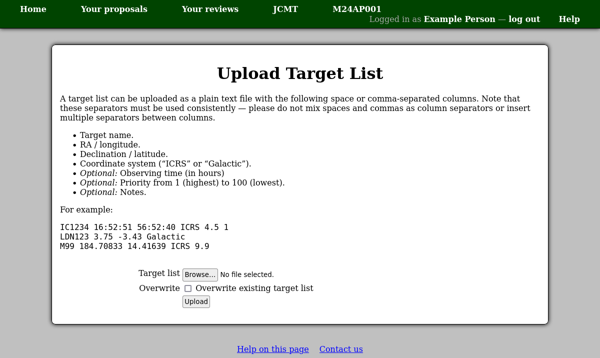 Home Your proposals Your reviews JCMT M24AP001
Logged in as Example Person — log out Help
Upload Target List
A target list can be uploaded as a plain text file with the following space or comma-separated columns. Note that
these separators must be used consistently — please do not mix spaces and commas as column separators or insert
multiple separators between columns.
• Target name.
• RA / longitude.
• Declination / latitude.
• Coordinate system (“ICRS” or “Galactic”).
• Optional: Observing time (in hours)
• Optional: Priority from 1 (highest) to 100 (lowest).
• Optional: Notes.
For example:
IC1234 16:52:51 56:52:40 ICRS 4.5 1
LDN123 3.75 -3.43 Galactic
M99 184.70833 14.41639 ICRS 9.9
Target list Browse... No file selected.
Overwrite Overwrite existing target list
Upload
Help on this page Contact us